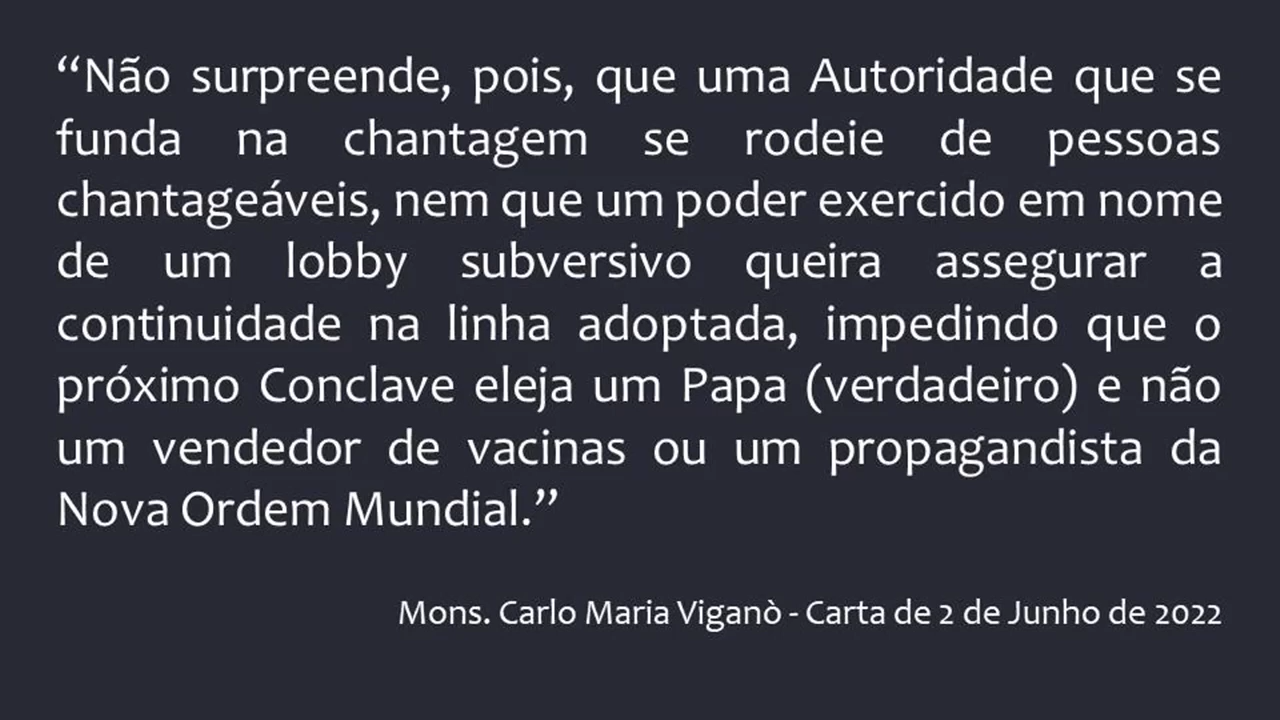 “Não surpreende, pois, que uma Autoridade que se
funda na chantagem se rodeie de pessoas
chantageáveis, nem que um poder exercido em nome
de um lobby subversivo queira assegurar a
continuidade na linha adoptada, impedindo que o
próximo Conclave eleja um Papa (verdadeiro) e não
um vendedor de vacinas ou um propagandista da
Nova Ordem Mundial.”
Mons. Carlo Maria Viganò - Carta de 2 de Junho de 2022